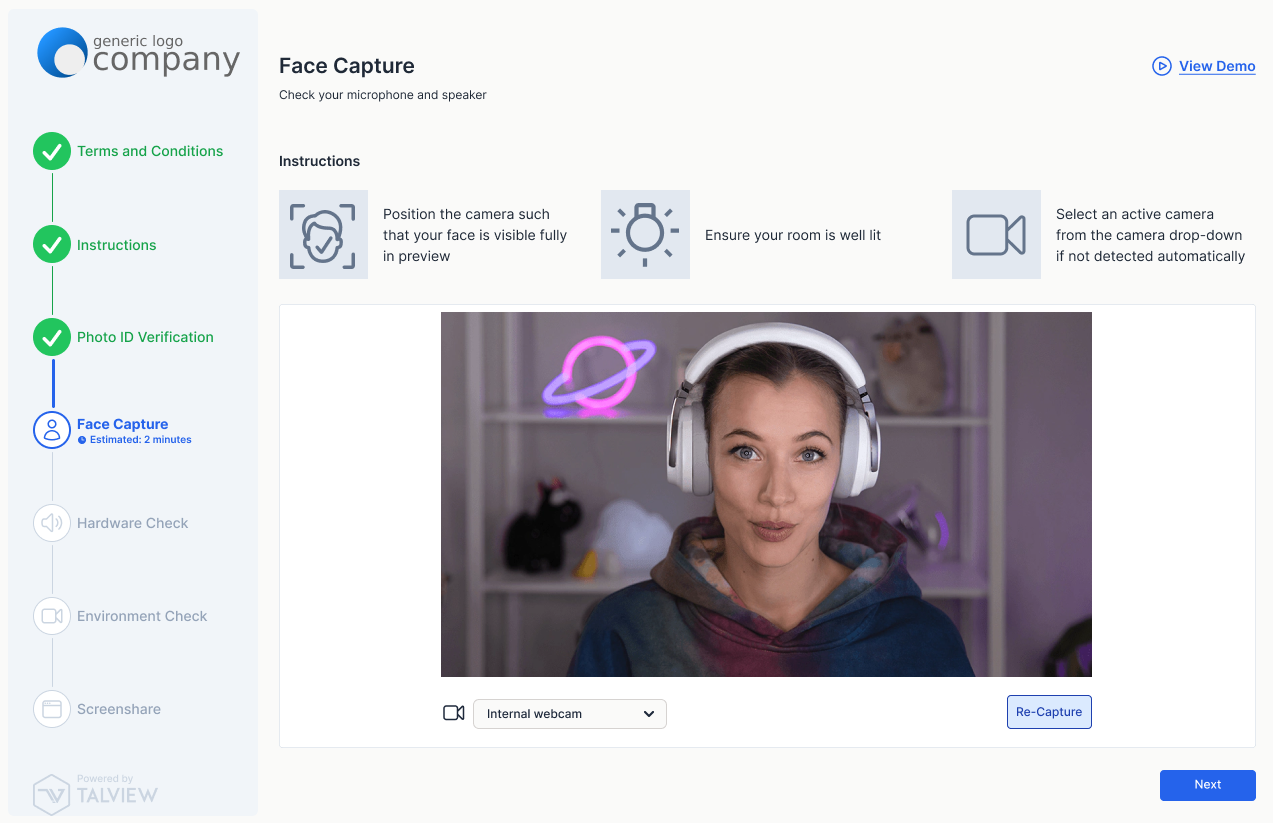 generic logo
company
Terms and Conditions
Instructions
Photo ID Verification
Face Capture
Estimated: 2 minutes
Hardware Check
Environment Check
Screenshare
Powered by
TALVIEW
Face Capture
View Demo
Check your microphone and speaker
Instructions
Position the camera such
that your face is visible fully
in preview
Ensure your room is well lit
Select an active camera
from the camera drop-down
if not detected automatically
Internal webcam
Re-Capture
Next